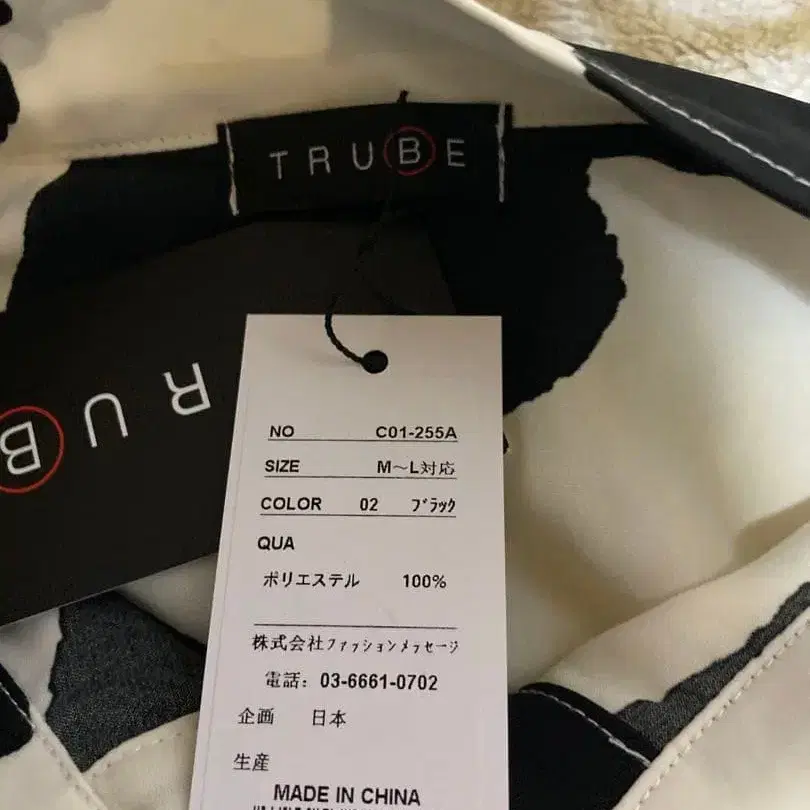 TRUBE
RUB
NO C01-255A
SIZE M～L対応
COLOR 02 ﾌﾞﾗｯｸ
QUA
ポリエステル 100%
株式会社ファッションメッセージ
電話：03-6661-0702
企画 日本
生産
MADE IN CHINA